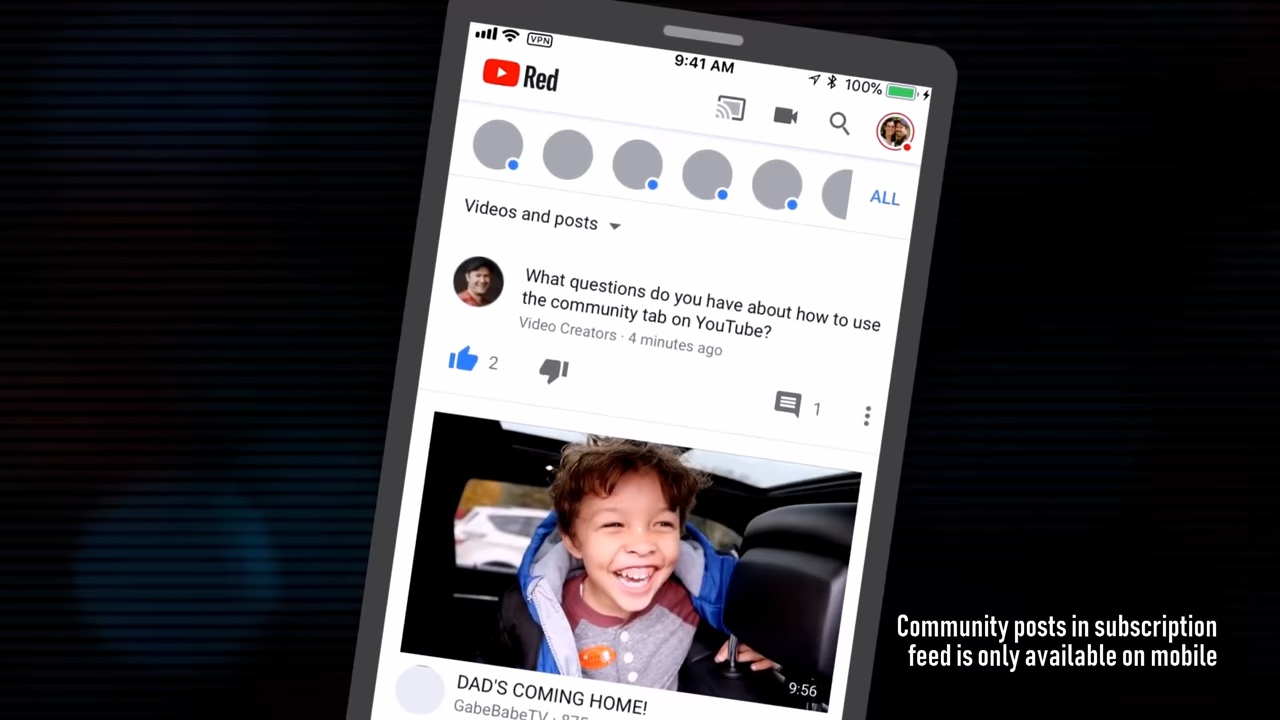 VPN
9:41 AM
100%
Red
ALL
Videos and posts
What questions do you have about how to use
the community tab on YouTube?
Video Creators · 4 minutes ago
2
1
9:56
DAD'S COMING HOME!
GabeBabeTV ·
Community posts in subscription
feed is only available on mobile